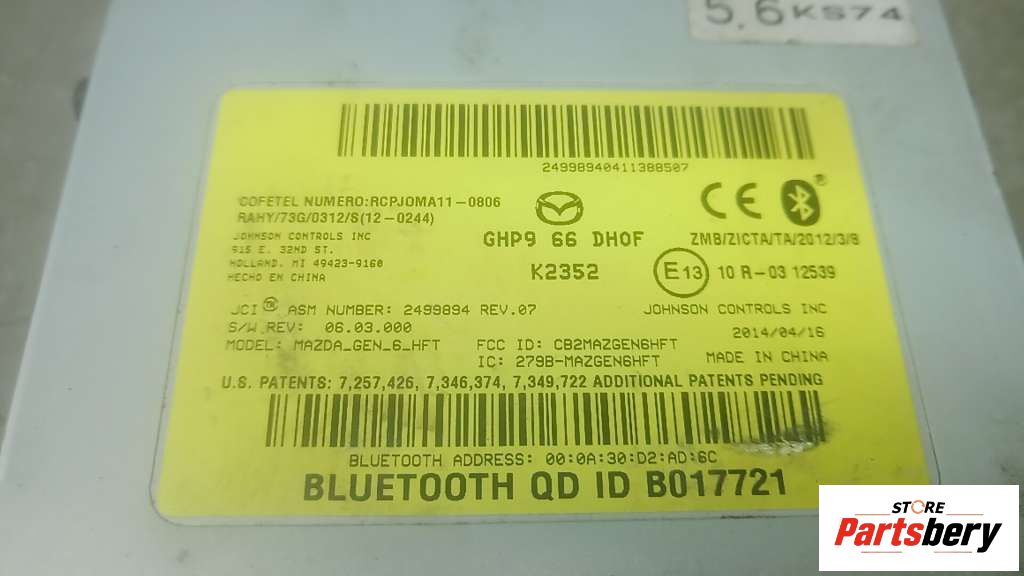 5.6 KS74
24998940411388507
COFETEL NUMERO:RCPJOMA11-0806
RAHY/73G/0312/S(12-0244)
JOHNSON CONTROLS INC
915 E. 32ND ST.
HOLLAND, MI 49423-9160
HECHO EN CHINA
GHP9 66 DH0F
K2352
CE
ZMB/ZICTA/TA/2012/3/8
E13 10 R-03 12539
JCI™ ASM NUMBER: 2499894 REV.07
JOHNSON CONTROLS INC
S/W REV: 06.03.000
2014/04/16
MODEL: MAZDA_GEN_6_HFT
FCC ID: CB2MAZGEN6HFT
IC: 279B-MAZGEN6HFT
MADE IN CHINA
U.S. PATENTS: 7,257,426, 7,346,374, 7,349,722 ADDITIONAL PATENTS PENDING
BLUETOOTH ADDRESS: 00:0A:30:D2:AD:6C
BLUETOOTH QD ID B017721
STORE
Partsbery